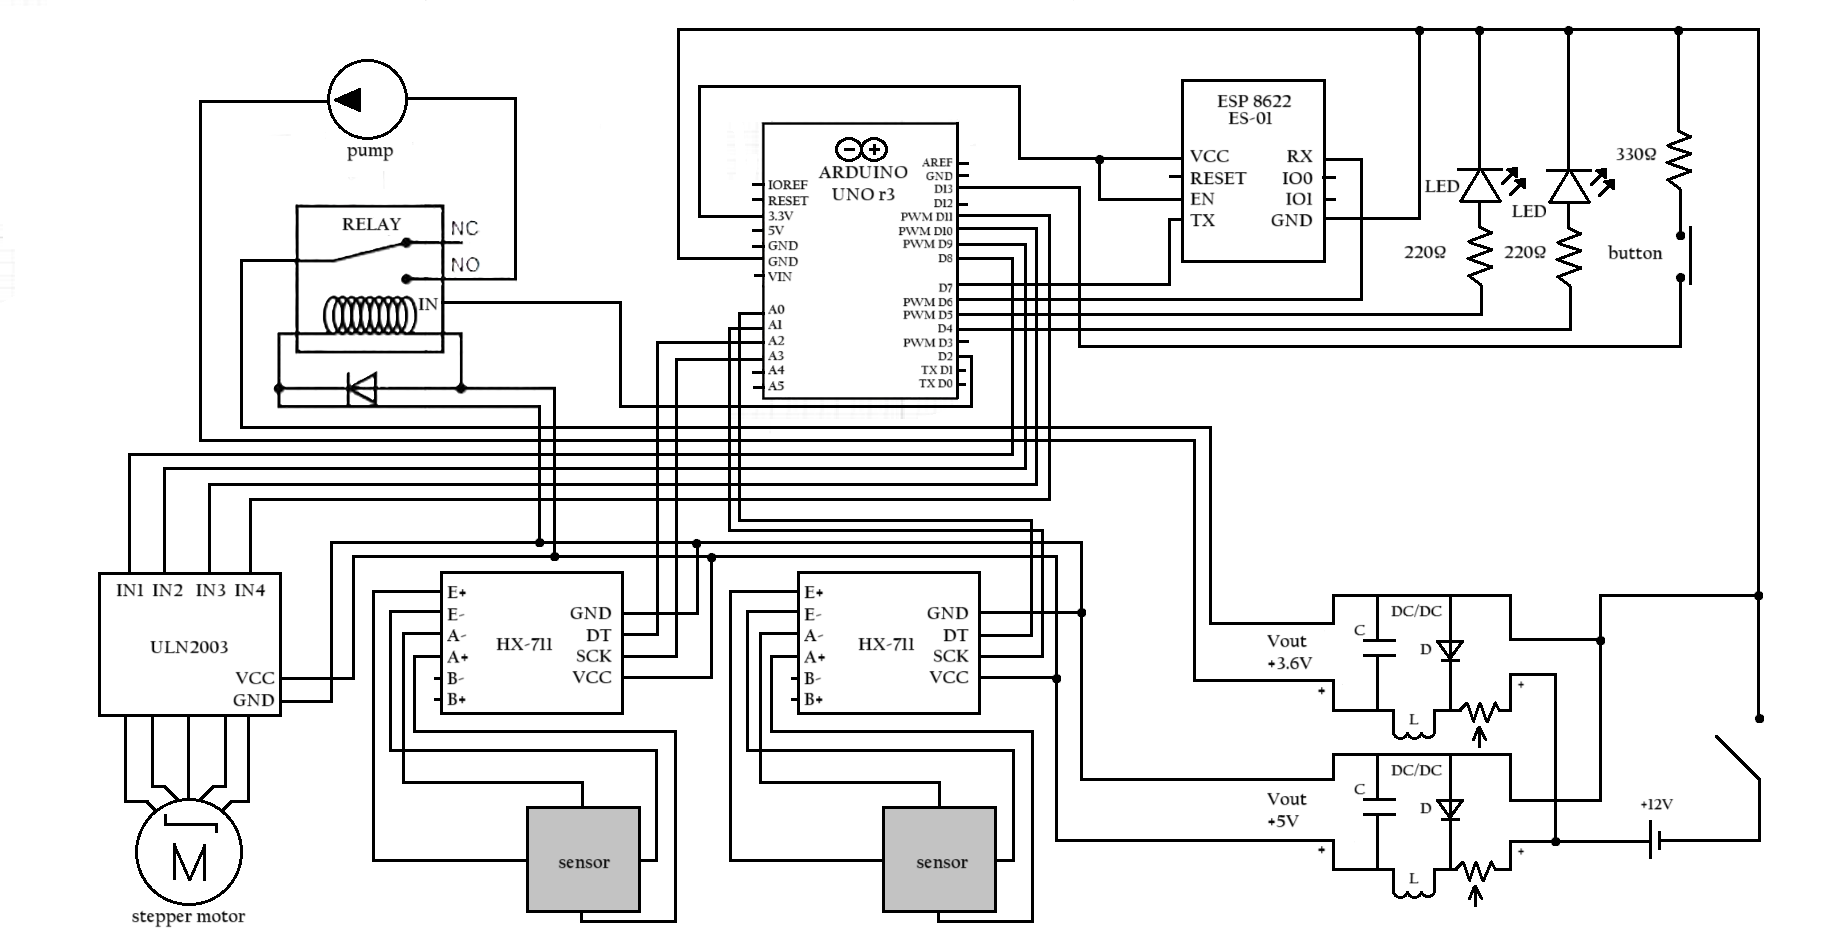 pump
RELAY
NC
NO
IN
ARDUINO
UNO r3
IOREF
RESET
3.3V
5V
GND
GND
VIN
A0
A1
A2
A3
A4
A5
AREF
GND
D13
D12
PWM D11
PWM D10
PWM D9
D8
D7
PWM D6
PWM D5
D4
PWM D3
D2
TX D1
TX D0
ESP 8622
ES-01
VCC
RESET
EN
TX
RX
IO0
IO1
GND
LED
220Ω
LED
220Ω
330Ω
button
IN1 IN2 IN3 IN4
ULN2003
VCC
GND
M
stepper motor
E+
E-
A-
A+
B-
B+
HX-711
GND
DT
SCK
VCC
sensor
E+
E-
A-
A+
B-
B+
HX-711
GND
DT
SCK
VCC
sensor
Vout
+3.6V
+
DC/DC
C
D
L
+
Vout
+5V
+
DC/DC
C
D
L
+
+12V